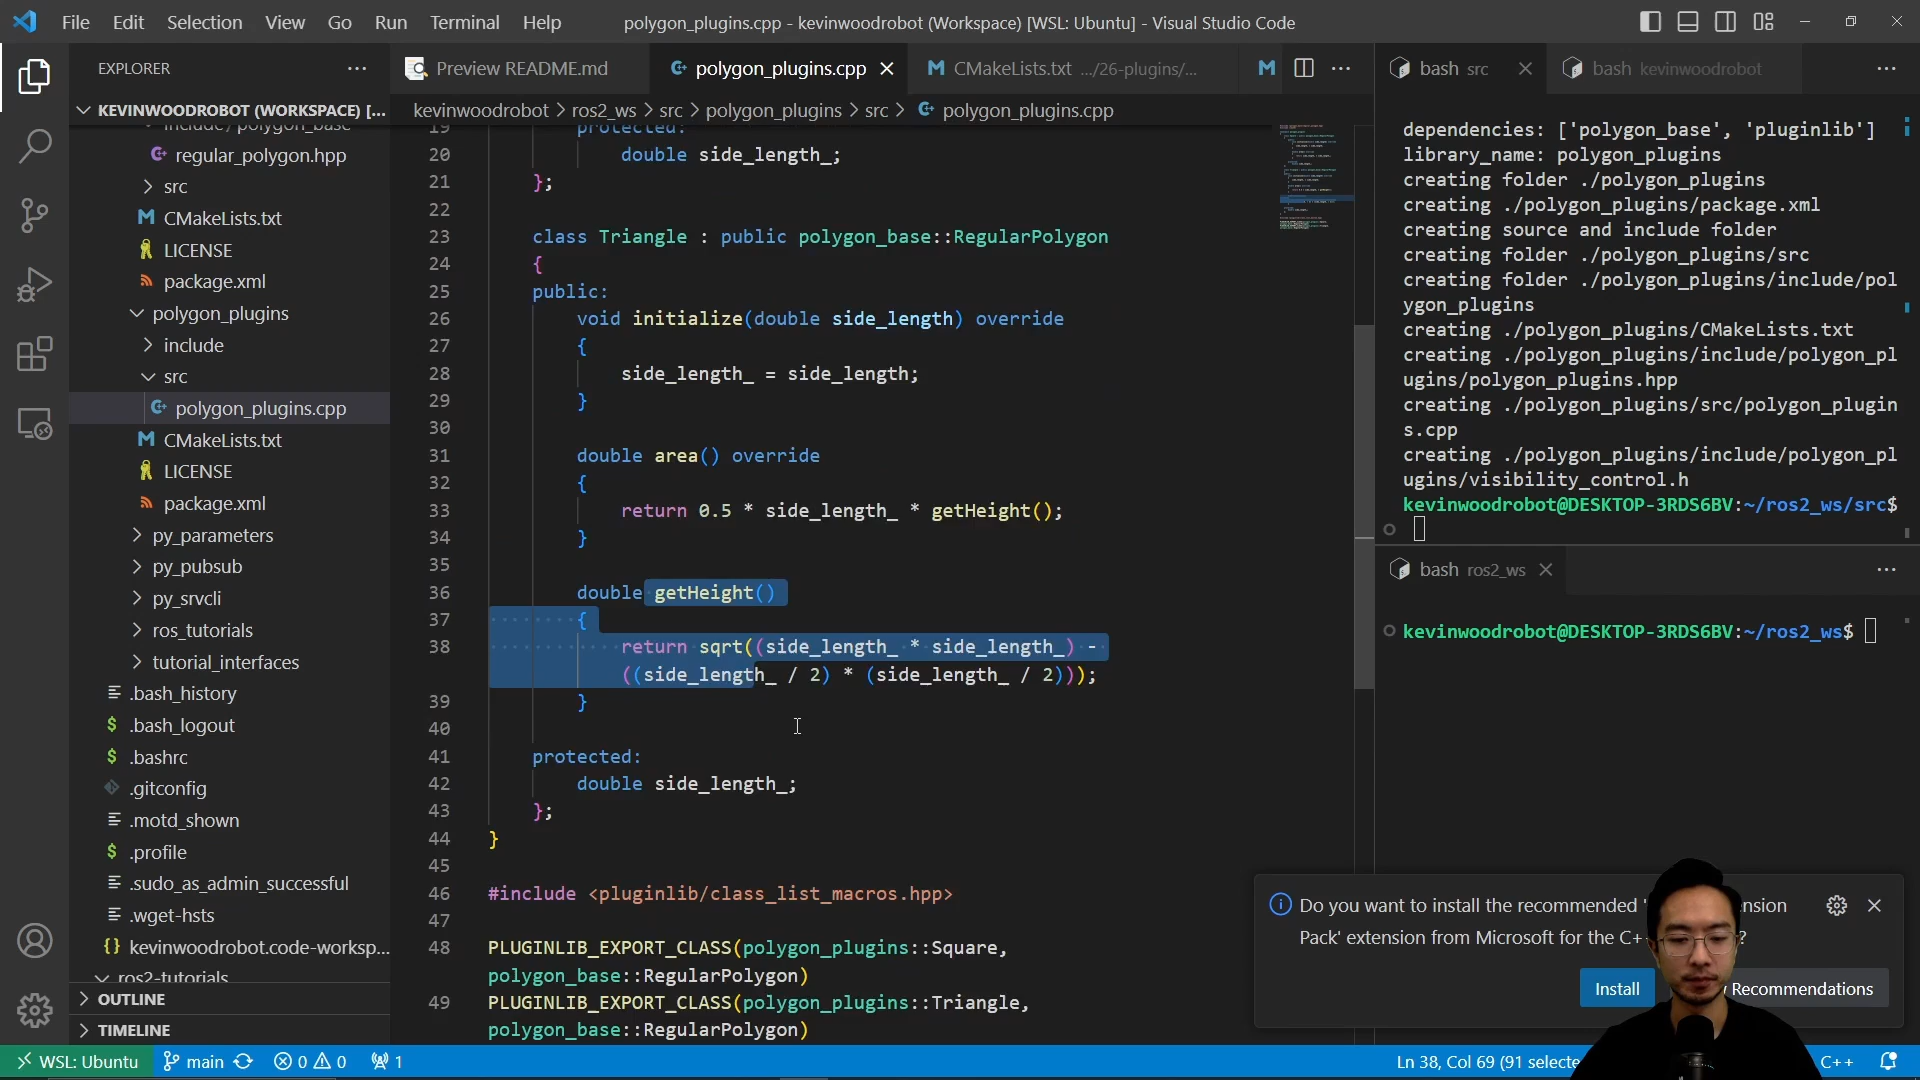 File Edit Selection View Go Run Terminal Help
polygon_plugins.cpp - kevinwoodrobot (Workspace) [WSL: Ubuntu] - Visual Studio Code
EXPLORER
KEVINWOODROBOT (WORKSPACE) [...
include/polygon_base
regular_polygon.hpp
src
CMakeLists.txt
LICENSE
package.xml
polygon_plugins
include
src
polygon_plugins.cpp
CMakeLists.txt
LICENSE
package.xml
py_parameters
py_pubsub
py_srvcli
ros_tutorials
tutorial_interfaces
.bash_history
.bash_logout
.bashrc
.gitconfig
.motd_shown
.profile
.sudo_as_admin_successful
.wget-hsts
kevinwoodrobot.code-worksp...
ros2-tutorials
OUTLINE
TIMELINE
Preview README.md
polygon_plugins.cpp
CMakeLists.txt .../26-plugins/...
kevinwoodrobot > ros2_ws > src > polygon_plugins > src > polygon_plugins.cpp
19 protected:
20 double side_length_;
21 };
22
23 class Triangle : public polygon_base::RegularPolygon
24 {
25 public:
26 void initialize(double side_length) override
27 {
28 side_length_ = side_length;
29 }
30
31 double area() override
32 {
33 return 0.5 * side_length_ * getHeight();
34 }
35
36 double getHeight()
37 {
38 return sqrt((side_length_ * side_length_) -
((side_length_ / 2) * (side_length_ / 2)));
39 }
40
41 protected:
42 double side_length_;
43 };
44 }
45
46 #include <pluginlib/class_list_macros.hpp>
47
48 PLUGINLIB_EXPORT_CLASS(polygon_plugins::Square,
polygon_base::RegularPolygon)
49 PLUGINLIB_EXPORT_CLASS(polygon_plugins::Triangle,
polygon_base::RegularPolygon)
bash src
bash kevinwoodrobot
dependencies: ['polygon_base', 'pluginlib']
library_name: polygon_plugins
creating folder ./polygon_plugins
creating ./polygon_plugins/package.xml
creating source and include folder
creating folder ./polygon_plugins/src
creating folder ./polygon_plugins/include/pol
ygon_plugins
creating ./polygon_plugins/CMakeLists.txt
creating ./polygon_plugins/include/polygon_pl
ugins/polygon_plugins.hpp
creating ./polygon_plugins/src/polygon_plugin
s.cpp
creating ./polygon_plugins/include/polygon_pl
ugins/visibility_control.h
kevinwoodrobot@DESKTOP-3RDS6BV:~/ros2_ws/src$
bash ros2_ws
kevinwoodrobot@DESKTOP-3RDS6BV:~/ros2_ws$
Do you want to install the recommended
Pack' extension from Microsoft for the C+
Install
Recommendations
WSL: Ubuntu main 0 0 1
Ln 38, Col 69 (91 selecte
C++